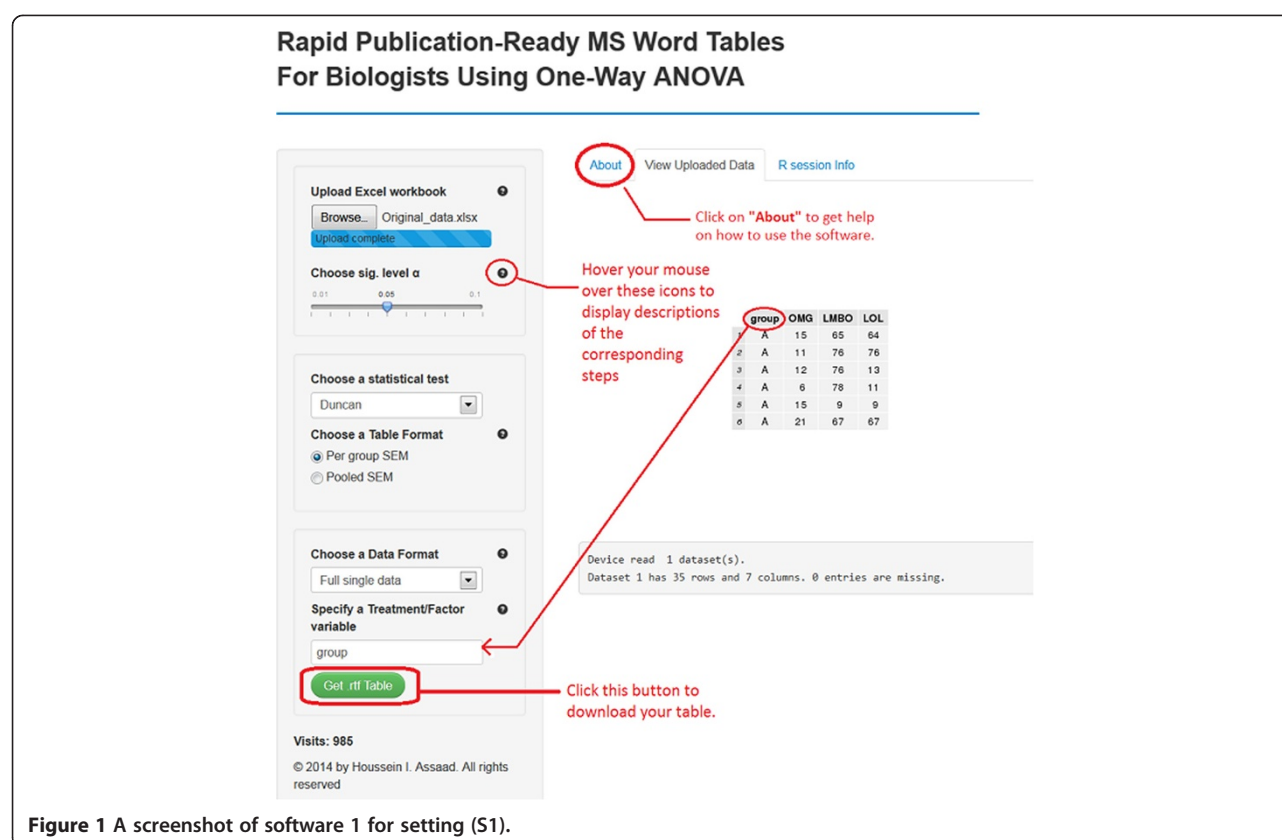 Rapid Publication-Ready MS Word Tables
For Biologists Using One-Way ANOVA
Upload Excel workbook
Browse... Original_data.xlsx
Upload complete
Choose sig. level α
0.01 0.05 0.1
Choose a statistical test
Duncan
Choose a Table Format
Per group SEM
Pooled SEM
Choose a Data Format
Full single data
Specify a Treatment/Factor
variable
group
Get .rtf Table
Visits: 985
© 2014 by Houssein I. Assaad. All rights
reserved
About View Uploaded Data R session Info
Click on "About" to get help
on how to use the software.
Hover your mouse
over these icons to
display descriptions
of the
corresponding
steps
group OMG LMBO LOL
1 A 15 65 64
2 A 11 76 76
3 A 12 76 13
4 A 6 78 11
5 A 15 9 9
6 A 21 67 67
Device read 1 dataset(s).
Dataset 1 has 35 rows and 7 columns. 0 entries are missing.
Click this button to
download your table.
Figure 1 A screenshot of software 1 for setting (S1).